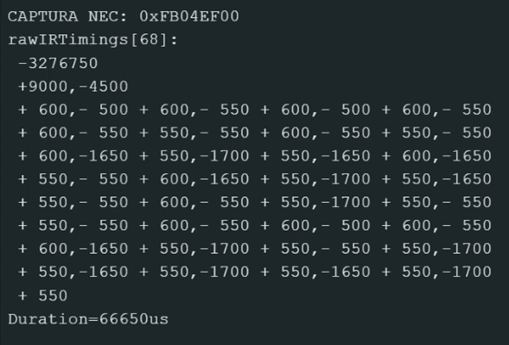 CAPTURA NEC: 0xFB04EF00
rawIRTimings[68]:
-3276750
+9000,-4500
+ 600,- 500 + 600,- 550 + 600,- 500 + 600,- 550
+ 600,- 550 + 550,- 550 + 600,- 550 + 550,- 550
+ 600,-1650 + 550,-1700 + 550,-1650 + 600,-1650
+ 550,- 550 + 600,-1650 + 550,-1700 + 550,-1650
+ 550,- 550 + 600,- 550 + 550,-1700 + 550,- 550
+ 550,- 550 + 600,- 550 + 600,- 500 + 600,- 550
+ 600,-1650 + 550,-1700 + 550,- 550 + 550,-1700
+ 550,-1650 + 550,-1700 + 550,-1650 + 550,-1700
+ 550
Duration=66650us